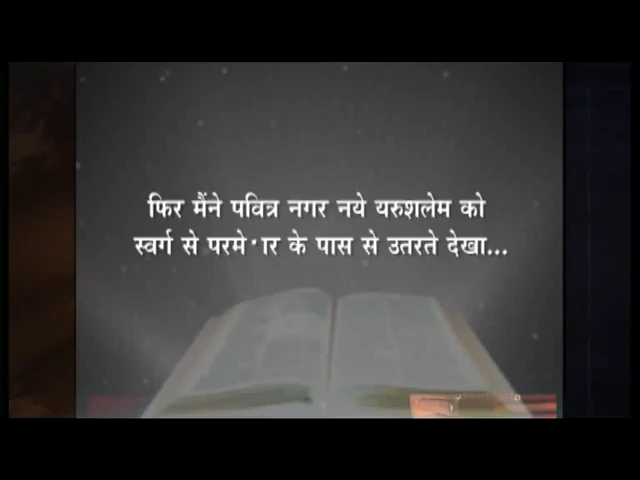 फिर मैंने पवित्र नगर नये यरुशलेम को
स्वर्ग से परमे·ार के पास से उतरते देखा...